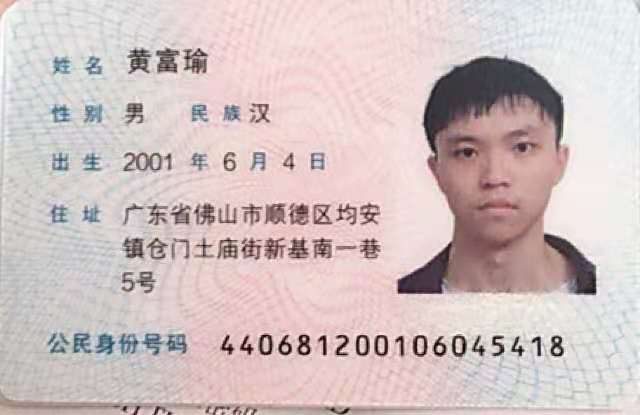 姓名 黄富瑜
性别 男 民族 汉
出生 2001 年 6 月 4 日
住址 广东省佛山市顺德区均安
镇仓门土庙街新基南一巷
5号
公民身份号码 440681200106045418